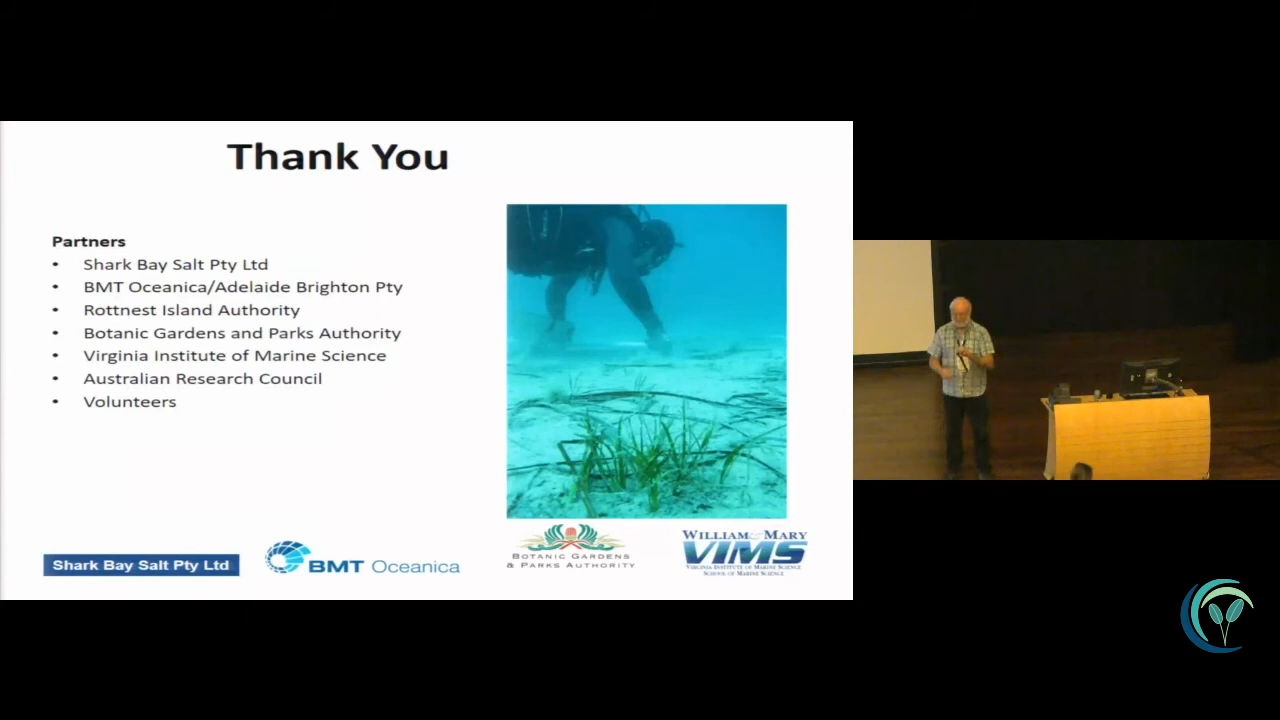 Thank You
Partners
• Shark Bay Salt Pty Ltd
• BMT Oceanica/Adelaide Brighton Pty
• Rottnest Island Authority
• Botanic Gardens and Parks Authority
• Virginia Institute of Marine Science
• Australian Research Council
• Volunteers
Shark Bay Salt Pty Ltd
BMT Oceanica
BOTANIC GARDENS
& PARKS AUTHORITY
WILLIAM & MARY
VIMS
VIRGINIA INSTITUTE OF MARINE SCIENCE
SCHOOL OF MARINE SCIENCE